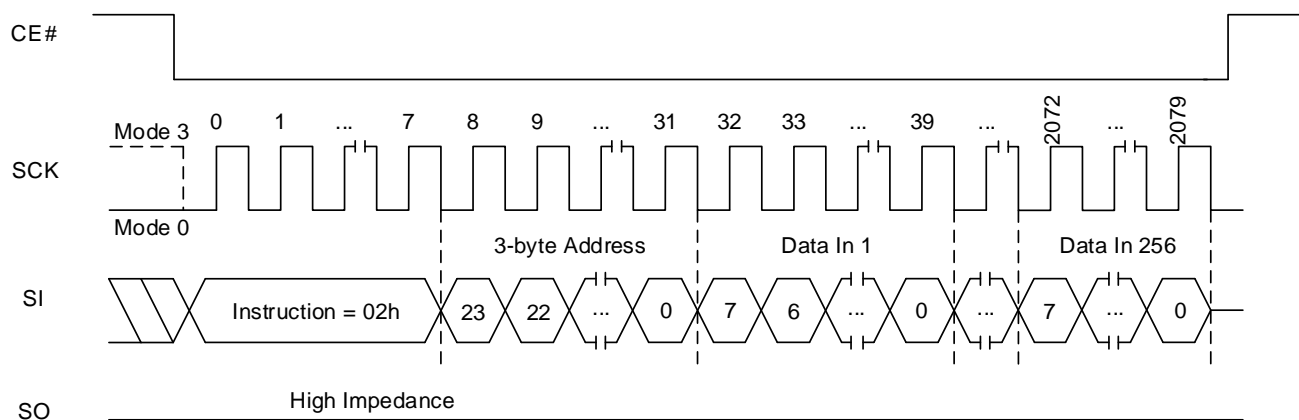 CE#
0 1 ... 7 8 9 ... 31 32 33 ... 39 ... 2072 ... 2079
Mode 3
SCK
Mode 0
3-byte Address Data In 1 Data In 256
SI Instruction = 02h 23 22 ... 0 7 6 ... 0 ... 7 ... 0
High Impedance
SO